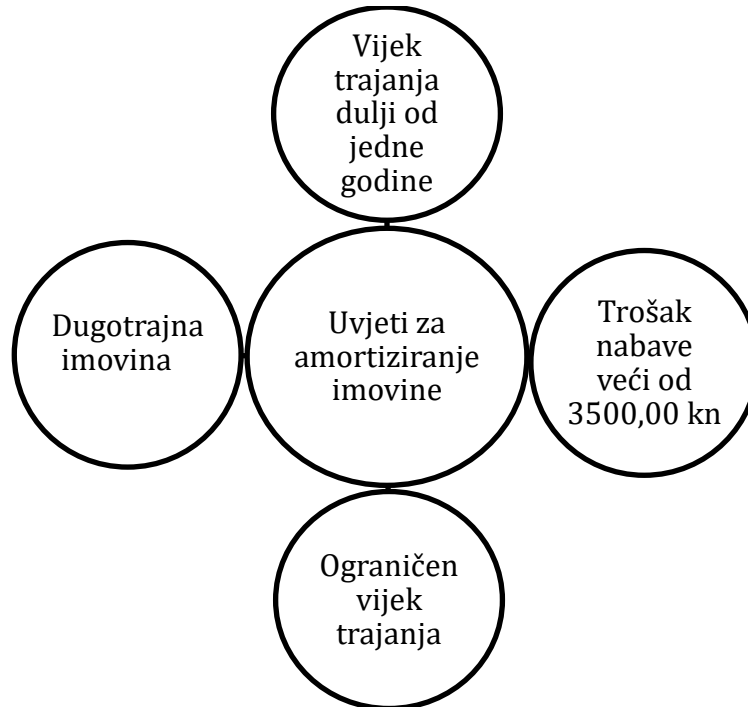 Vijek
trajanja
dulji od
jedne
godine
Dugotrajna
imovina
Uvjeti za
amortiziranje
imovine
Trošak
nabave
veći od
3500,00 kn
Ograničen
vijek
trajanja